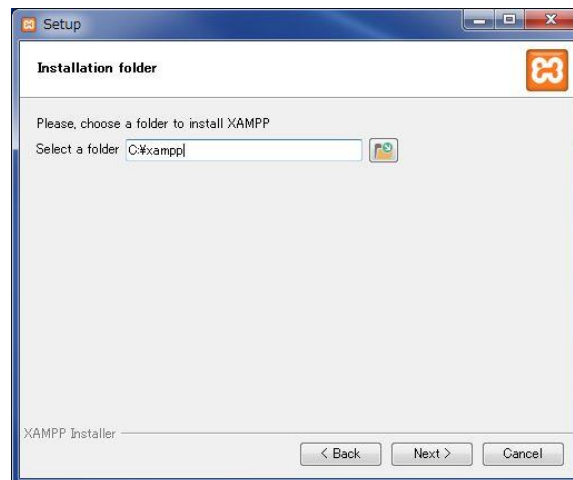 Setup
Installation folder
Please, choose a folder to install XAMPP
Select a folder C:¥xampp
XAMPP Installer
< Back Next > Cancel